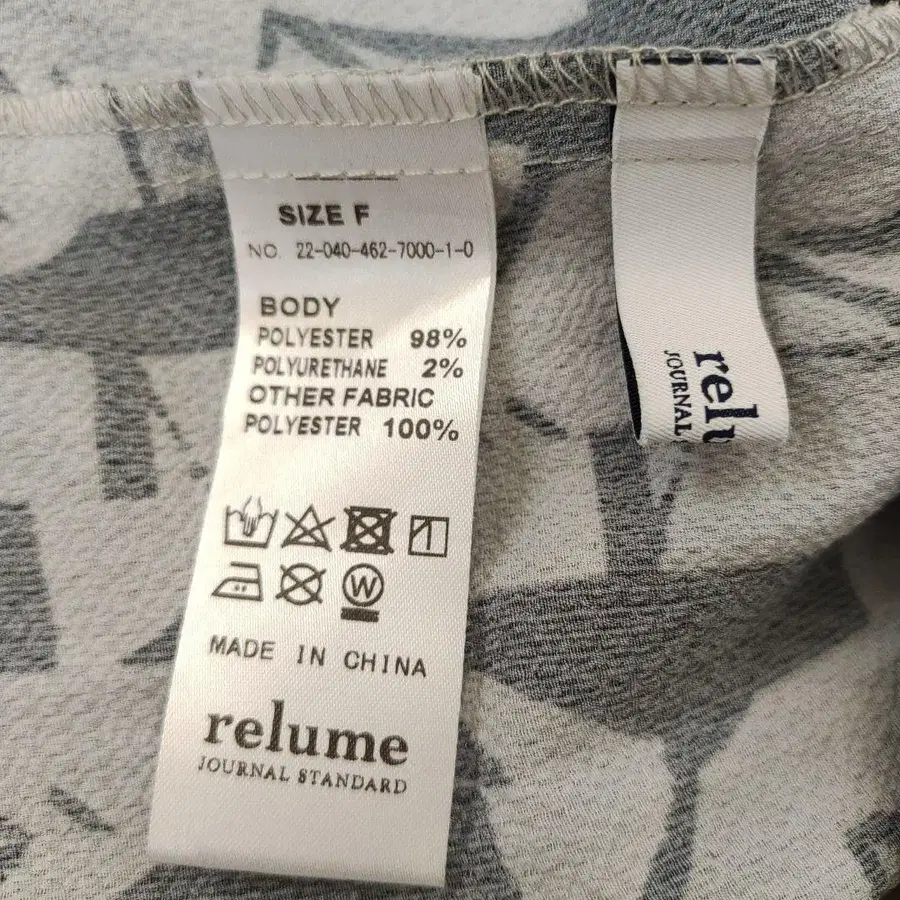 SIZE F
NO. 22-040-462-7000-1-0
BODY
POLYESTER 98%
POLYURETHANE 2%
OTHER FABRIC
POLYESTER 100%
W
MADE IN CHINA
relume
JOURNAL STANDARD
relu
JOURNAL